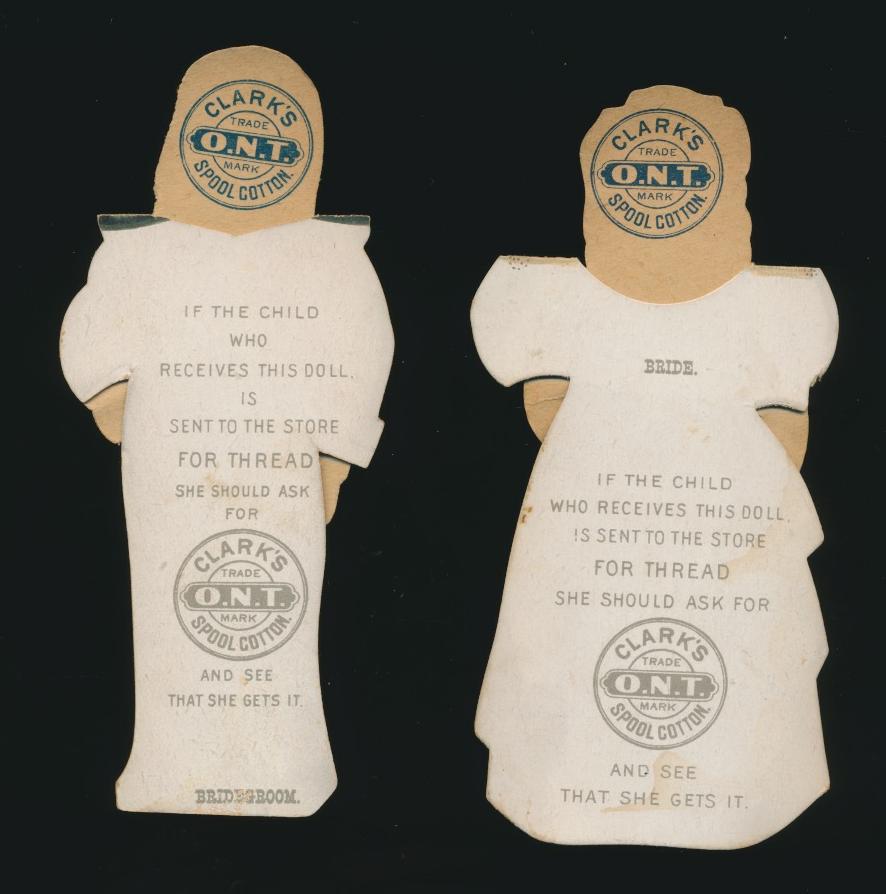 CLARK'S
TRADE
O.N.T.
MARK
SPOOL COTTON.
IF THE CHILD
WHO
RECEIVES THIS DOLL,
IS
SENT TO THE STORE
FOR THREAD
SHE SHOULD ASK
FOR
CLARK'S
TRADE
O.N.T.
MARK
SPOOL COTTON.
AND SEE
THAT SHE GETS IT.
BRIDEGROOM.
CLARK'S
TRADE
O.N.T.
MARK
SPOOL COTTON.
BRIDE.
IF THE CHILD
WHO RECEIVES THIS DOLL,
IS SENT TO THE STORE
FOR THREAD
SHE SHOULD ASK FOR
CLARK'S
TRADE
O.N.T.
MARK
SPOOL COTTON.
AND SEE
THAT SHE GETS IT.